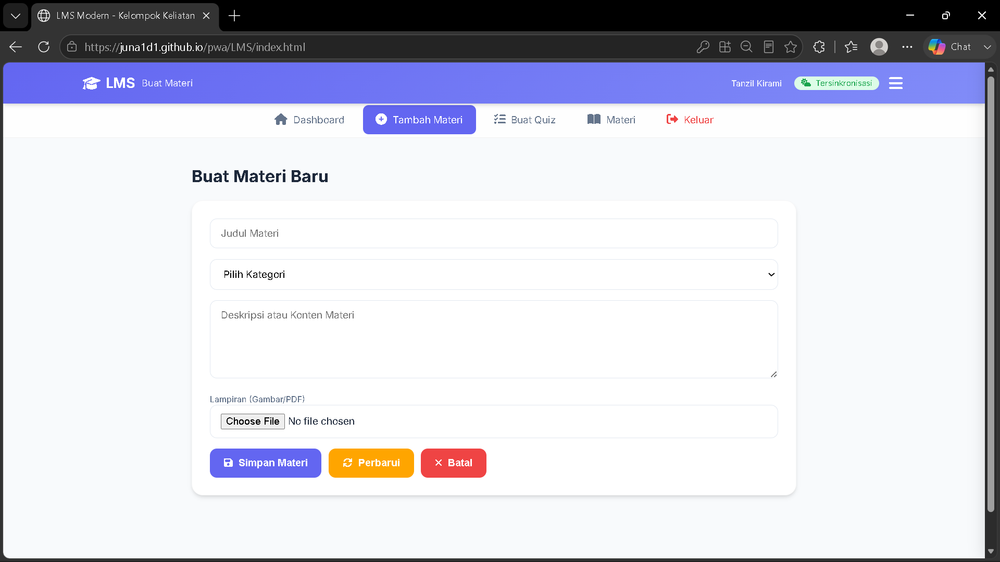 LMS Modern - Kelompok Keliatan
https://juna1d1.github.io/pwa/LMS/index.html
Chat
LMS Buat Materi
Tanzil Kirami
Tersinkronisasi
Dashboard
Tambah Materi
Buat Quiz
Materi
Keluar
Buat Materi Baru
Judul Materi
Pilih Kategori
Deskripsi atau Konten Materi
Lampiran (Gambar/PDF)
Choose File No file chosen
Simpan Materi
Perbarui
Batal